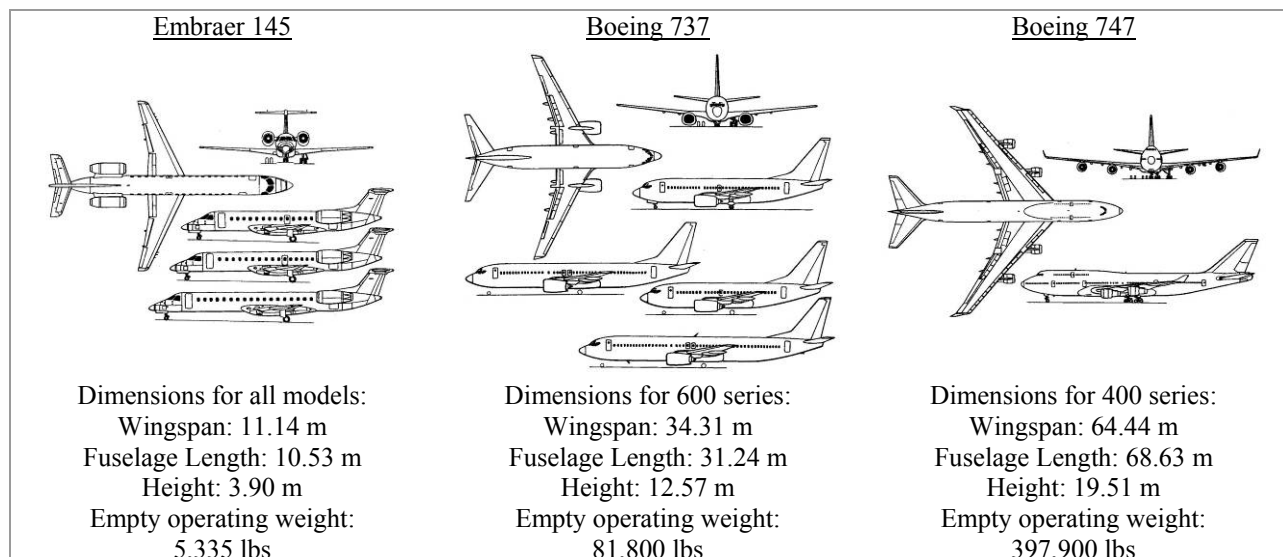 Embraer 145
Dimensions for all models:
Wingspan: 11.14 m
Fuselage Length: 10.53 m
Height: 3.90 m
Empty operating weight:
5,335 lbs
Boeing 737
Dimensions for 600 series:
Wingspan: 34.31 m
Fuselage Length: 31.24 m
Height: 12.57 m
Empty operating weight:
81,800 lbs
Boeing 747
Dimensions for 400 series:
Wingspan: 64.44 m
Fuselage Length: 68.63 m
Height: 19.51 m
Empty operating weight:
397,900 lbs